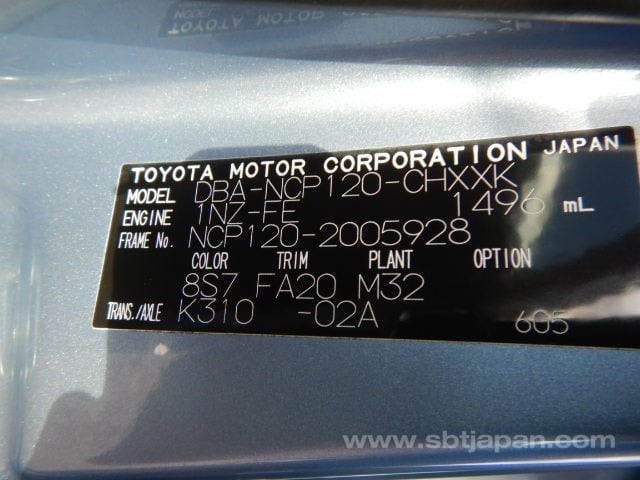 TOYOTA MOTOR CORPORATION JAPAN
MODEL DBA-NCP120-CHXXK
ENGINE 1NZ-FE 1496 mL
FRAME No. NCP120-2005928
COLOR TRIM PLANT OPTION
8S7 FA20 M32
TRANS./AXLE K310 -02A 605
www.sbtjapan.com